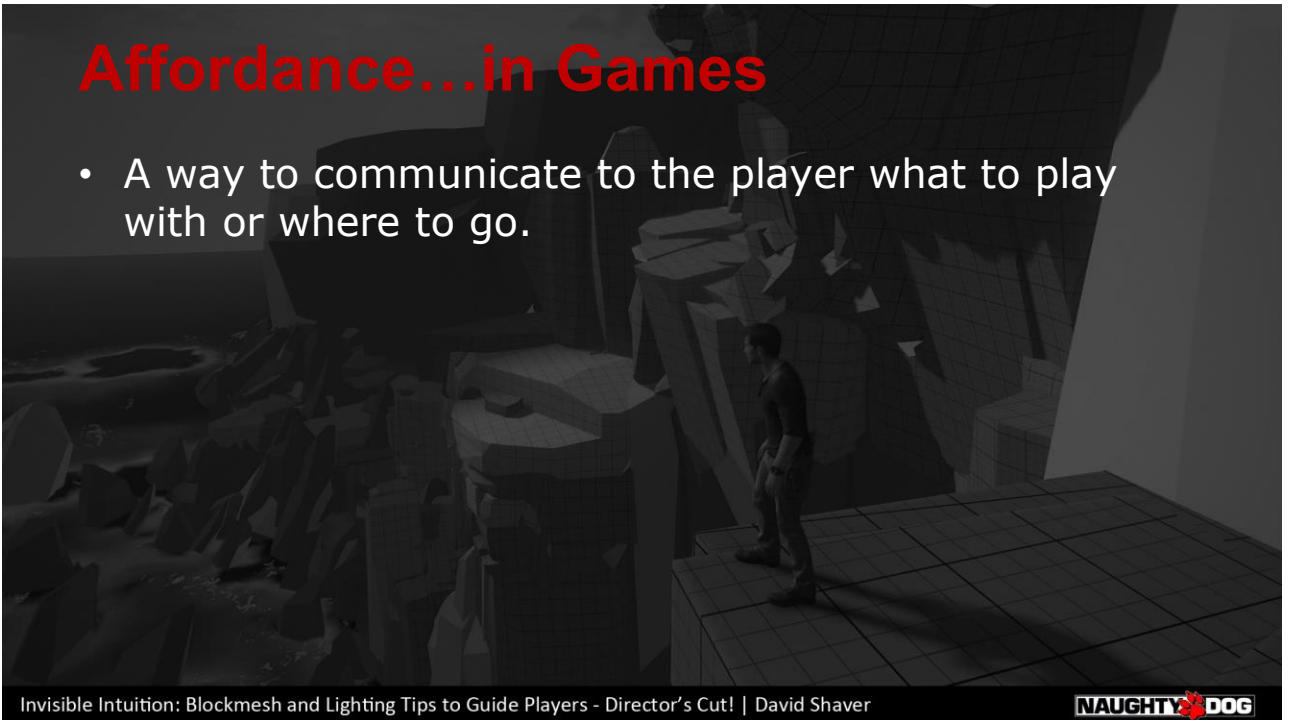 Affordance...in Games
• A way to communicate to the player what to play
with or where to go.
Invisible Intuition: Blockmesh and Lighting Tips to Guide Players - Director's Cut! | David Shaver
NAUGHTY DOG